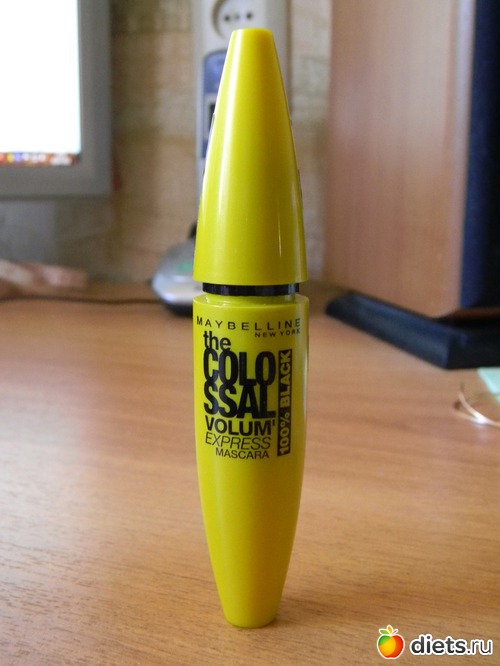 MAYBELLINE
NEW YORK
the
COLO
SSAL
VOLUM'
EXPRESS
MASCARA
100% BLACK
diets.ru